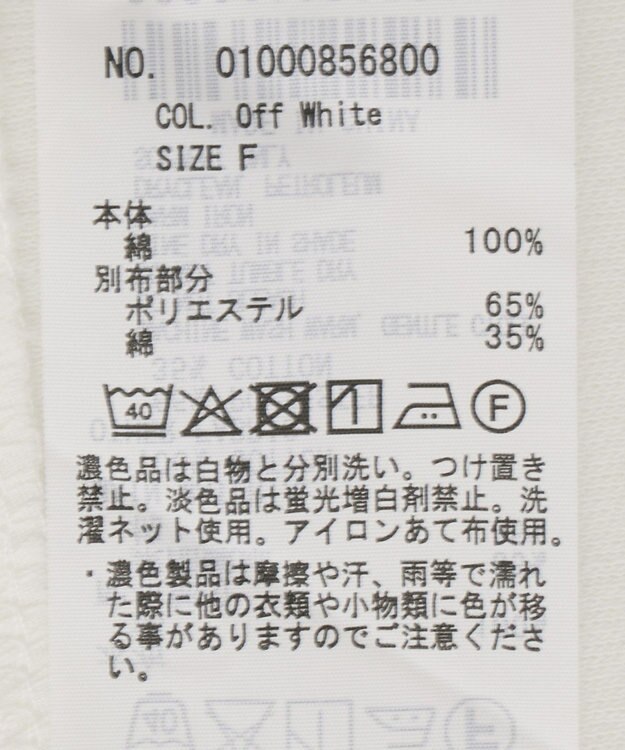 NO. 01000856800
COL. Off White
SIZE F
本体
綿 100%
別布部分
ポリエステル 65%
綿 35%
40 F
濃色品は白物と分別洗い。つけ置き
禁止。淡色品は蛍光増白剤禁止。洗
濯ネット使用。アイロンあて布使用。
・濃色製品は摩擦や汗、雨等で濡れ
た際に他の衣類や小物類に色が移
る事がありますのでご注意くださ
い。